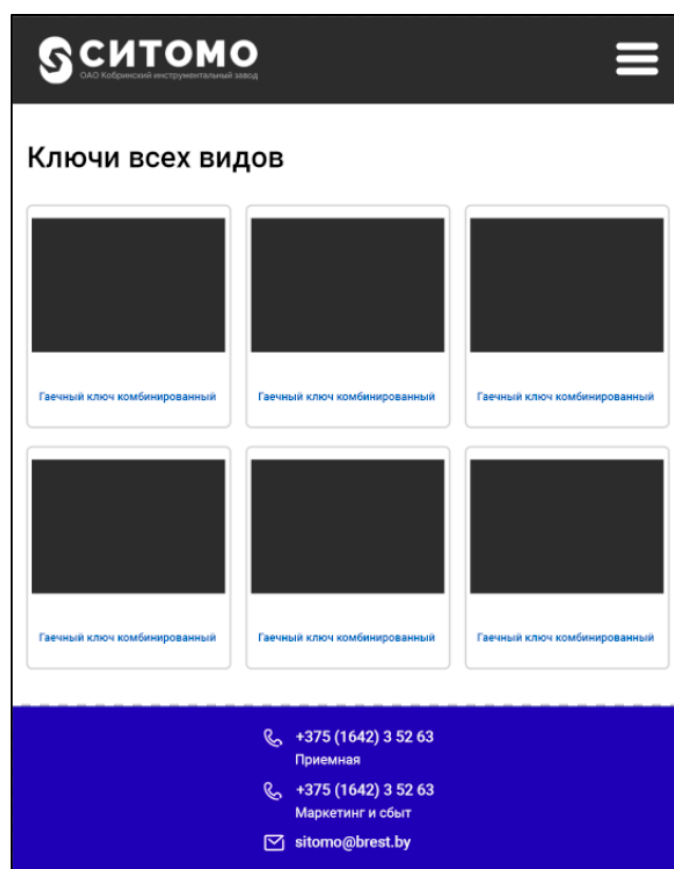 СИТОМО
ОАО Кобринский инструментальный завод
Ключи всех видов
Гаечный ключ комбинированный
Гаечный ключ комбинированный
Гаечный ключ комбинированный
Гаечный ключ комбинированный
Гаечный ключ комбинированный
Гаечный ключ комбинированный
+375 (1642) 3 52 63
Приемная
+375 (1642) 3 52 63
Маркетинг и сбыт
sitomo@brest.by